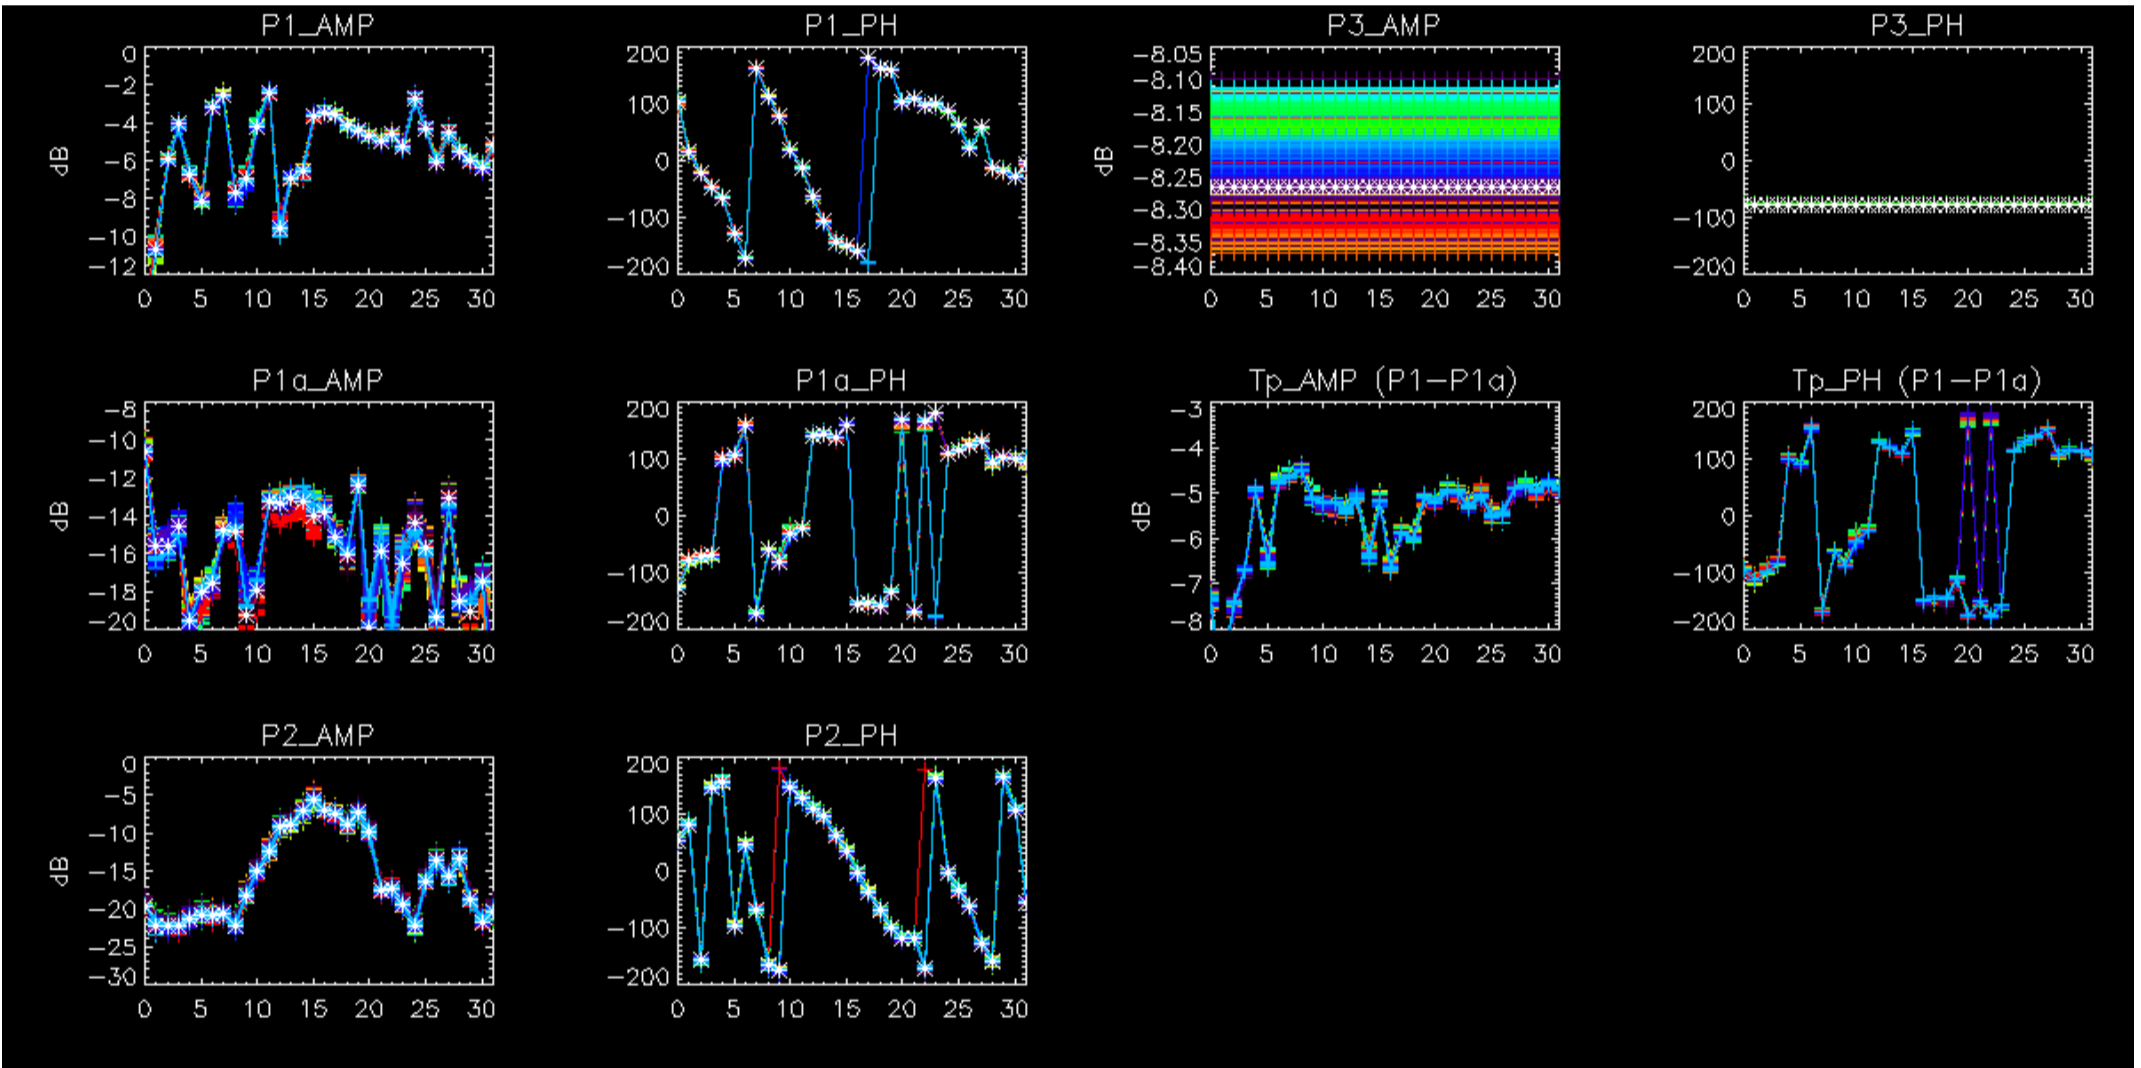 P1_AMP
P1_PH
P3_AMP
P3_PH
0
−2
−4
−6
−8
−10
−12
dB
0 5 10 15 20 25 30
200
100
0
−100
−200
0 5 10 15 20 25 30
−8.05
−8.10
−8.15
−8.20
−8.25
−8.30
−8.35
−8.40
dB
0 5 10 15 20 25 30
200
100
0
−100
−200
0 5 10 15 20 25 30
P1a_AMP
P1a_PH
Tp_AMP (P1−P1a)
Tp_PH (P1−P1a)
−8
−10
−12
−14
−16
−18
−20
dB
0 5 10 15 20 25 30
200
100
0
−100
−200
0 5 10 15 20 25 30
−3
−4
−5
−6
−7
−8
dB
0 5 10 15 20 25 30
200
100
0
−100
−200
0 5 10 15 20 25 30
P2_AMP
P2_PH
0
−5
−10
−15
−20
−25
−30
dB
0 5 10 15 20 25 30
200
100
0
−100
−200
0 5 10 15 20 25 30